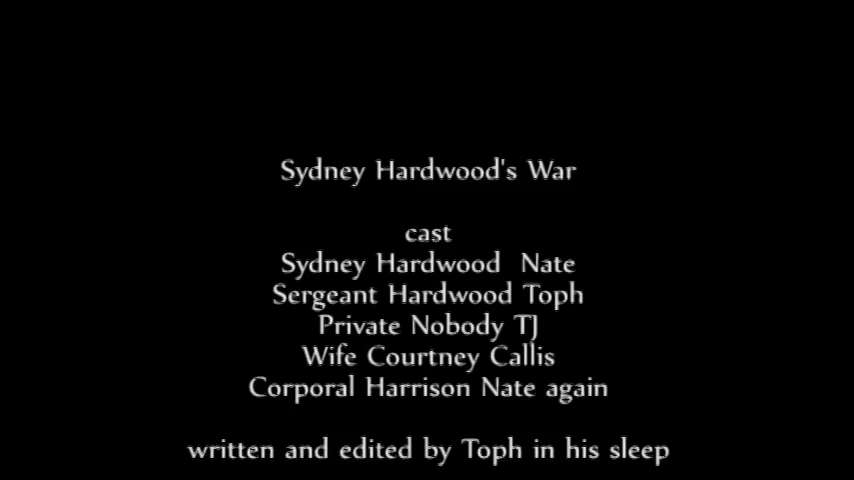 Sydney Hardwood's War
cast
Sydney Hardwood  Nate
Sergeant Hardwood Toph
Private Nobody TJ
Wife Courtney Callis
Corporal Harrison Nate again
written and edited by Toph in his sleep